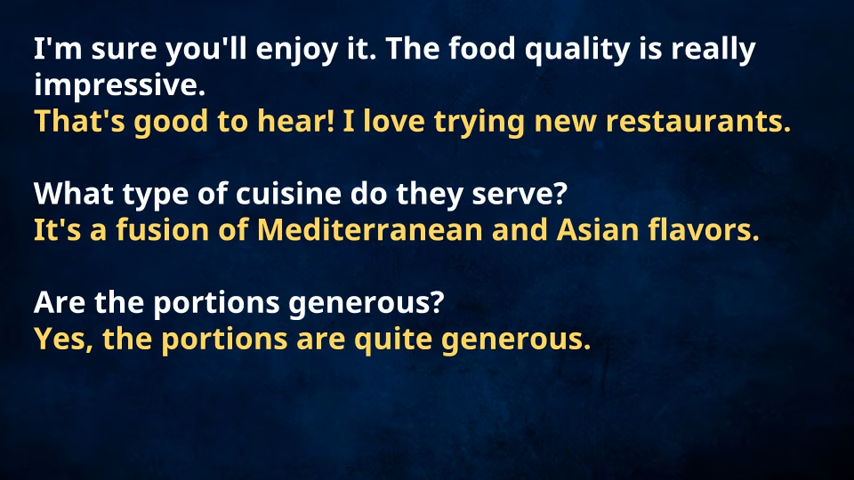 I'm sure you'll enjoy it. The food quality is really
impressive.
That's good to hear! I love trying new restaurants.
What type of cuisine do they serve?
It's a fusion of Mediterranean and Asian flavors.
Are the portions generous?
Yes, the portions are quite generous.